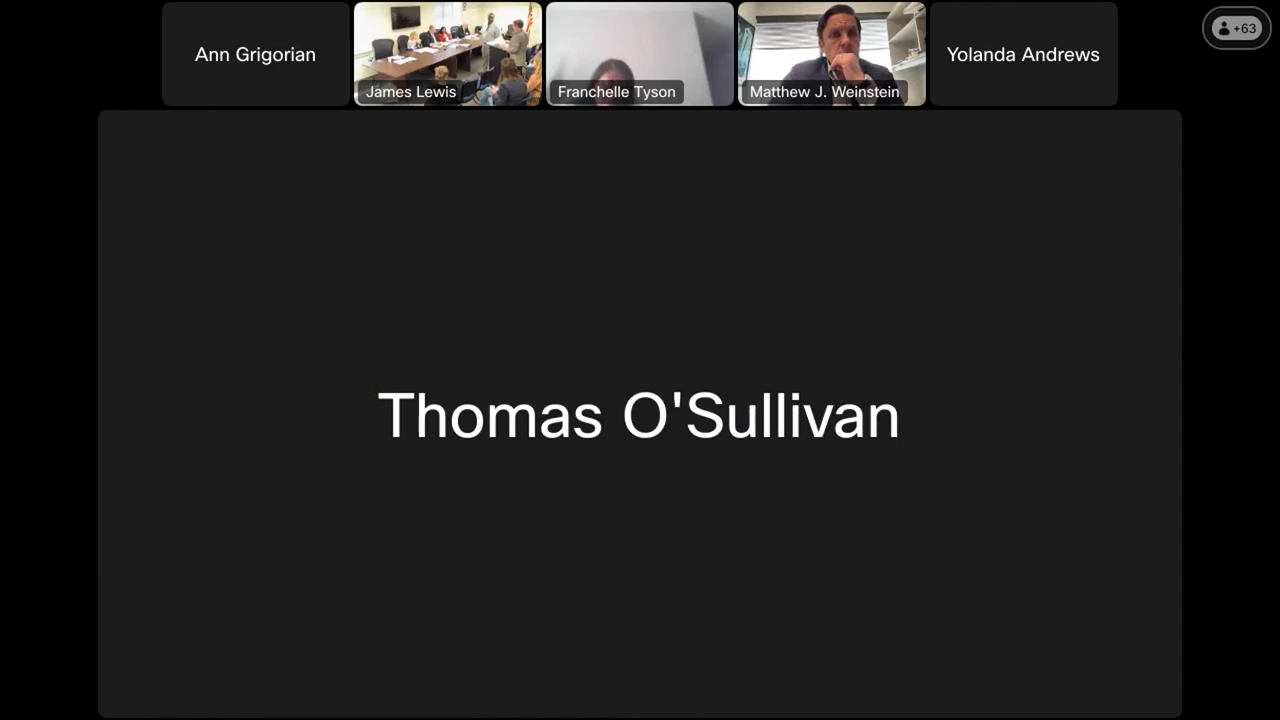 Ann Grigorian
James Lewis
Franchelle Tyson
Matthew J. Weinstein
Yolanda Andrews
+63
Thomas O'Sullivan